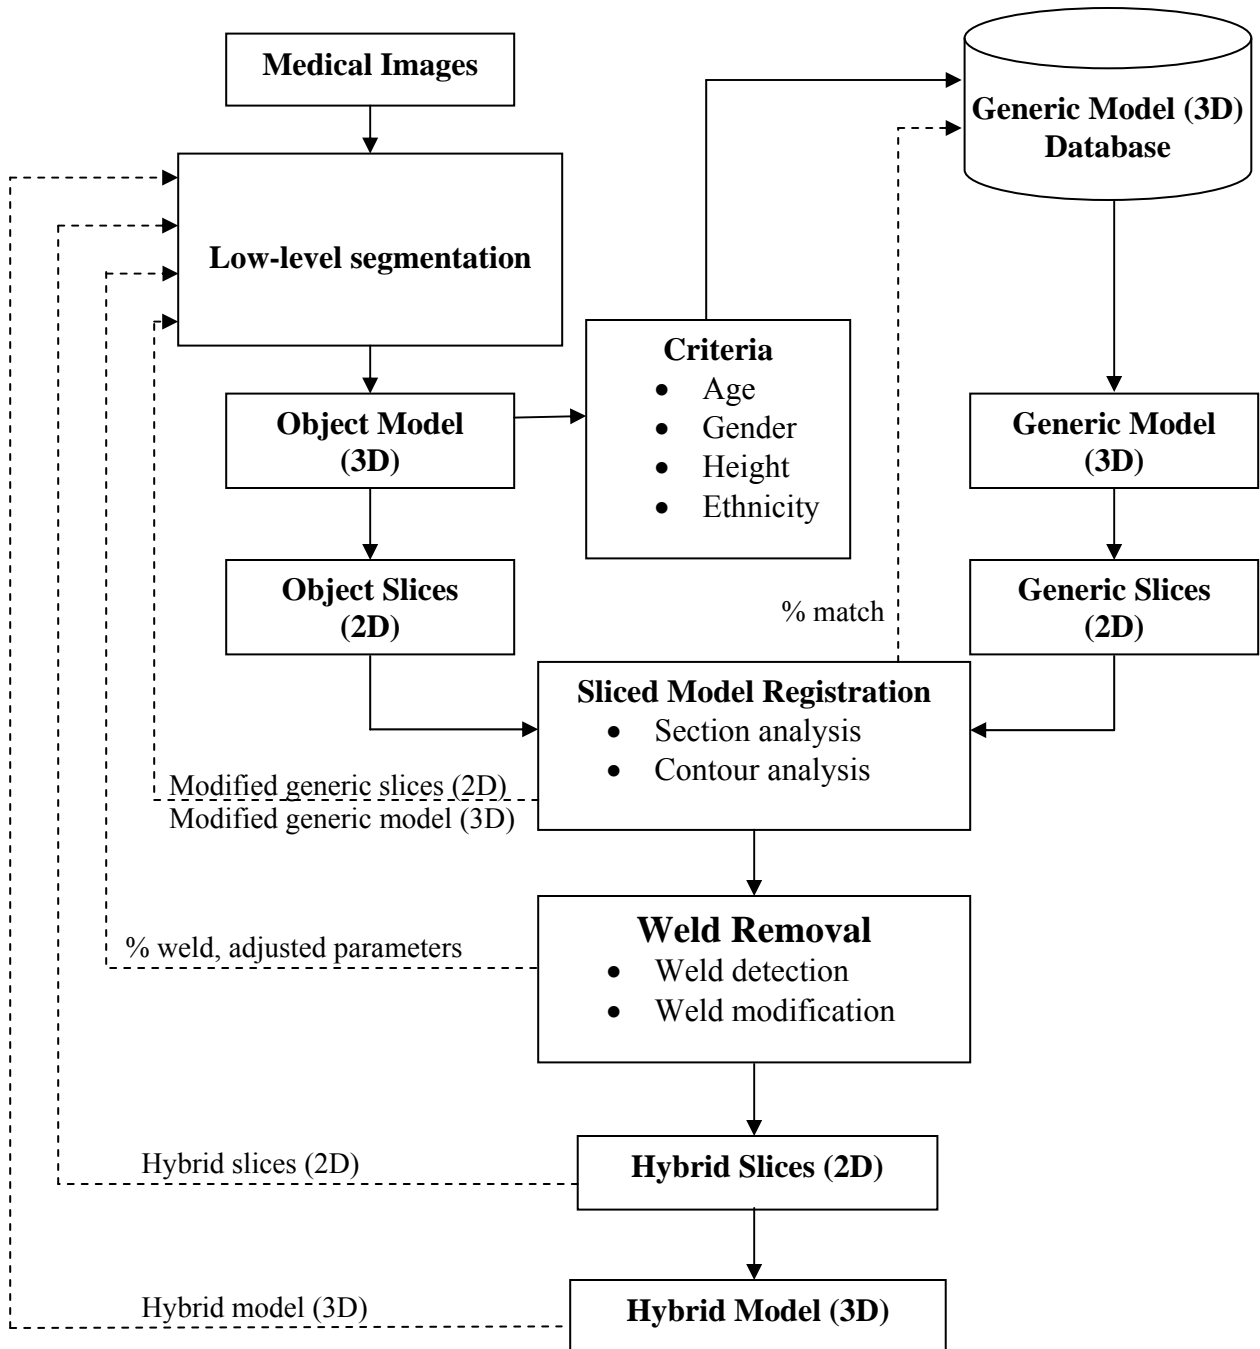 Medical Images
Generic Model (3D)
Database
Low-level segmentation
Criteria
• Age
• Gender
• Height
• Ethnicity
Object Model
(3D)
Generic Model
(3D)
Object Slices
(2D)
% match
Generic Slices
(2D)
Sliced Model Registration
• Section analysis
• Contour analysis
Modified generic slices (2D)
Modified generic model (3D)
Weld Removal
• Weld detection
• Weld modification
% weld, adjusted parameters
Hybrid slices (2D)
Hybrid Slices (2D)
Hybrid model (3D)
Hybrid Model (3D)